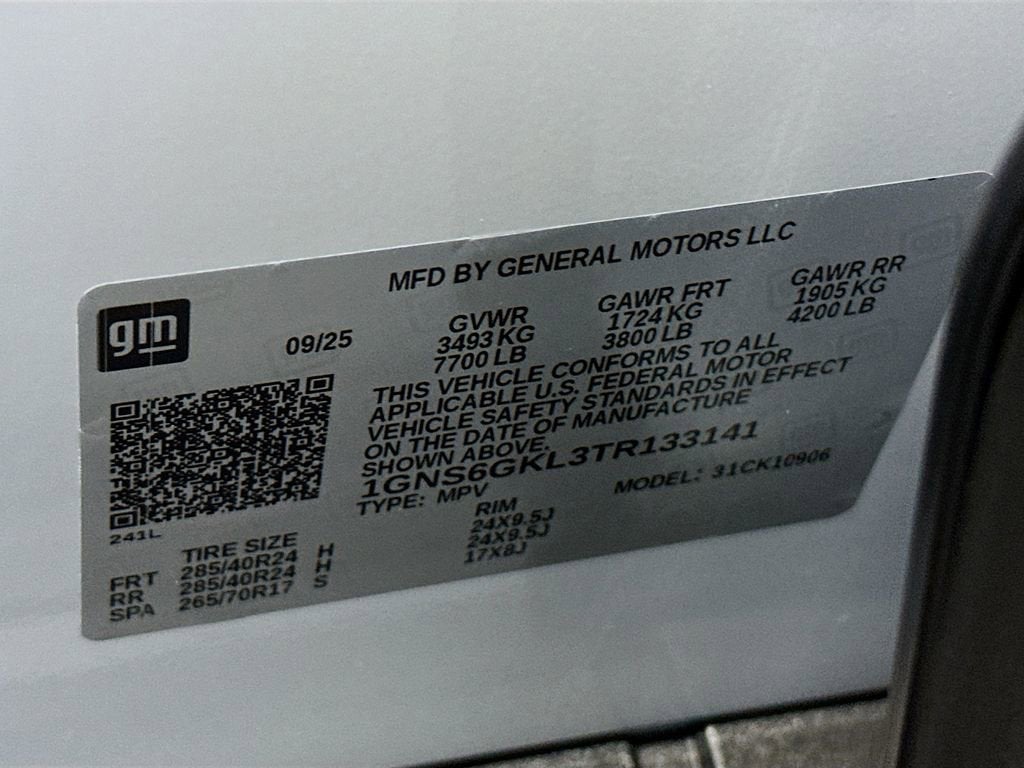 MFD BY GENERAL MOTORS LLC
gm
09/25
GVWR
3493 KG
7700 LB
GAWR FRT
1724 KG
3800 LB
GAWR RR
1905 KG
4200 LB
THIS VEHICLE CONFORMS TO ALL
APPLICABLE U.S. FEDERAL MOTOR
VEHICLE SAFETY STANDARDS IN EFFECT
ON THE DATE OF MANUFACTURE
SHOWN ABOVE.
1GNS6GKL3TR133141
TYPE: MPV
MODEL: 31CK10906
241L
TIRE SIZE
RIM
FRT 285/40R24 H 24X9.5J
RR 285/40R24 H 24X9.5J
SPA 265/70R17 S 17X8J